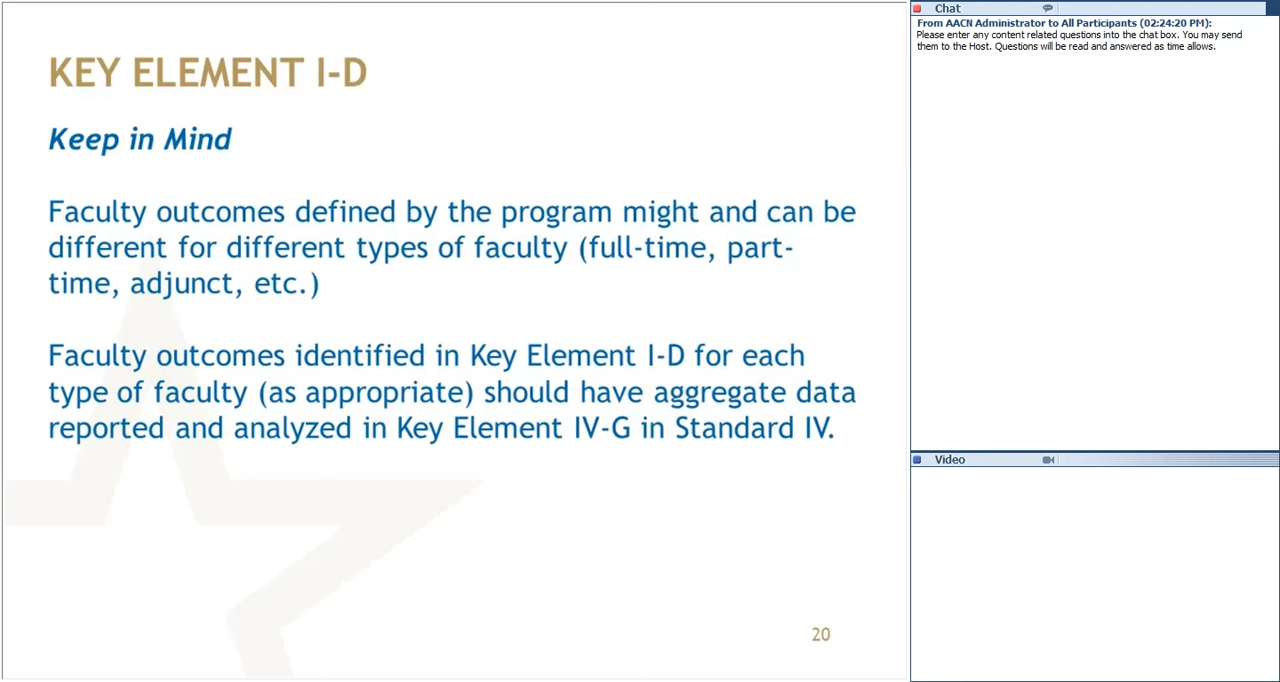 KEY ELEMENT I-D
Keep in Mind
Faculty outcomes defined by the program might and can be
different for different types of faculty (full-time, part-
time, adjunct, etc.)
Faculty outcomes identified in Key Element I-D for each
type of faculty (as appropriate) should have aggregate data
reported and analyzed in Key Element IV-G in Standard IV.
20
Chat
From AACN Administrator to All Participants (02:24:20 PM):
Please enter any content related questions into the chat box. You may send
them to the Host. Questions will be read and answered as time allows.
Video